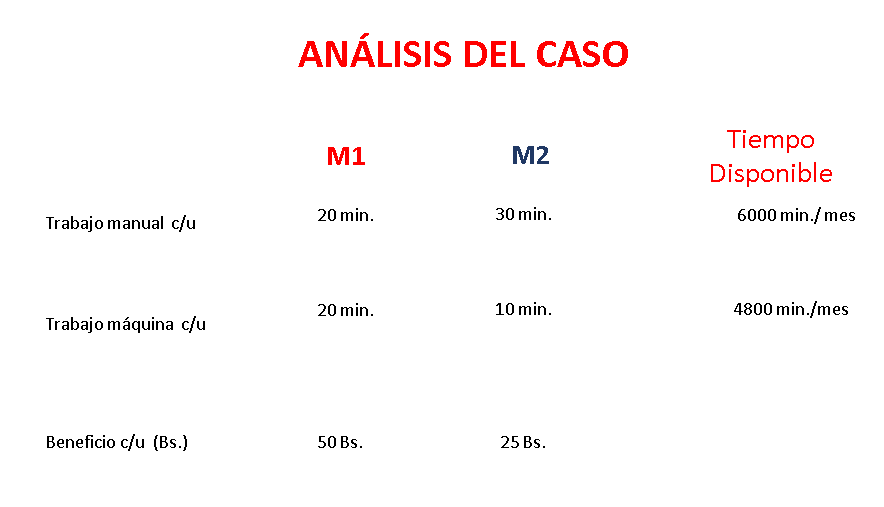 ANÁLISIS DEL CASO
M1 M2 Tiempo
Disponible
Trabajo manual c/u 20 min. 30 min. 6000 min./ mes
Trabajo máquina c/u 20 min. 10 min. 4800 min./mes
Beneficio c/u (Bs.) 50 Bs. 25 Bs.